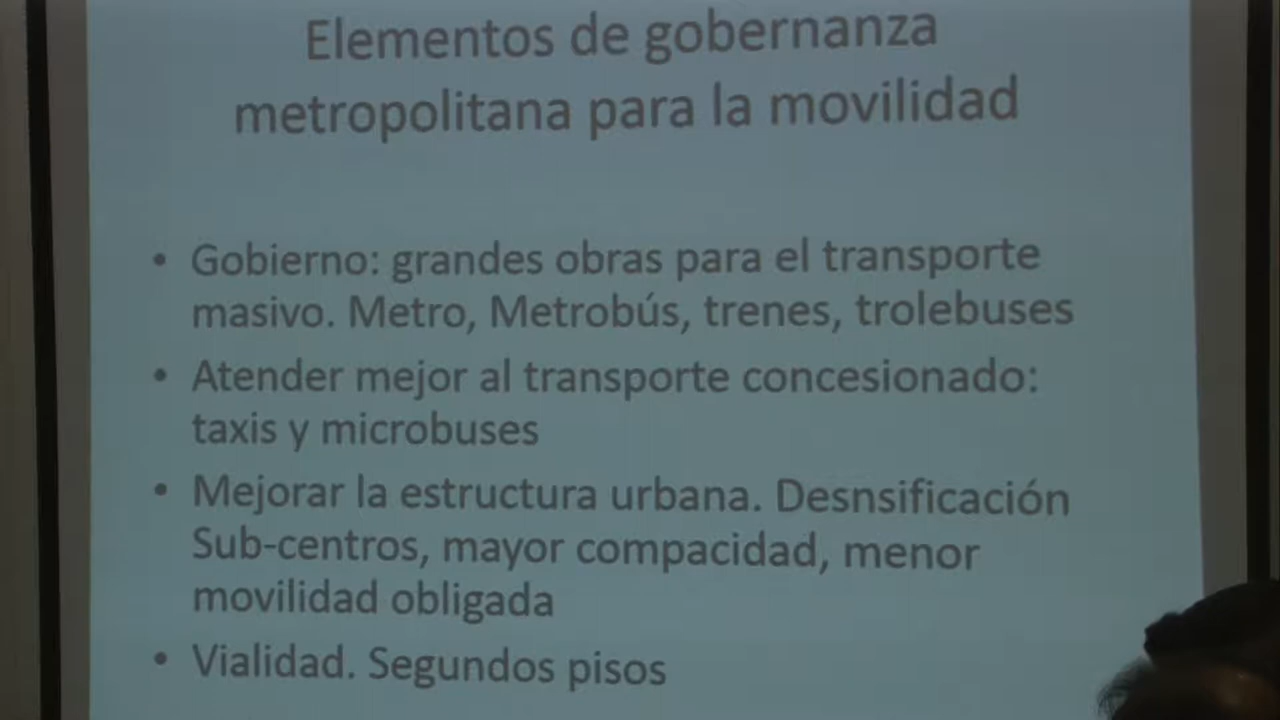 Elementos de gobernanza
metropolitana para la movilidad
• Gobierno: grandes obras para el transporte
masivo. Metro, Metrobús, trenes, trolebuses
• Atender mejor al transporte concesionado:
taxis y microbuses
• Mejorar la estructura urbana. Desnsificación
Sub-centros, mayor compacidad, menor
movilidad obligada
• Vialidad. Segundos pisos